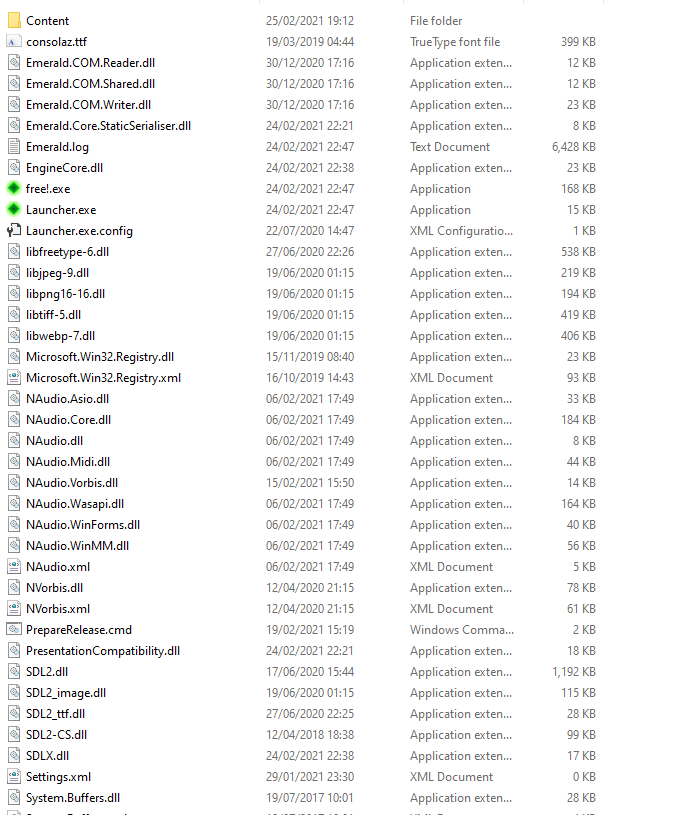 Content 25/02/2021 19:12 File folder
consolaz.ttf 19/03/2019 04:44 TrueType font file 399 KB
Emerald.COM.Reader.dll 30/12/2020 17:16 Application exten... 12 KB
Emerald.COM.Shared.dll 30/12/2020 17:16 Application exten... 12 KB
Emerald.COM.Writer.dll 30/12/2020 17:16 Application exten... 23 KB
Emerald.Core.StaticSerialiser.dll 24/02/2021 22:21 Application exten... 8 KB
Emerald.log 24/02/2021 22:47 Text Document 6,428 KB
EngineCore.dll 24/02/2021 22:38 Application exten... 23 KB
free!.exe 24/02/2021 22:47 Application 168 KB
Launcher.exe 24/02/2021 22:47 Application 15 KB
Launcher.exe.config 22/07/2020 14:47 XML Configuratio... 1 KB
libfreetype-6.dll 27/06/2020 22:26 Application exten... 538 KB
libjpeg-9.dll 19/06/2020 01:15 Application exten... 219 KB
libpng16-16.dll 19/06/2020 01:15 Application exten... 194 KB
libtiff-5.dll 19/06/2020 01:15 Application exten... 419 KB
libwebp-7.dll 19/06/2020 01:15 Application exten... 406 KB
Microsoft.Win32.Registry.dll 15/11/2019 08:40 Application exten... 23 KB
Microsoft.Win32.Registry.xml 16/10/2019 14:43 XML Document 93 KB
NAudio.Asio.dll 06/02/2021 17:49 Application exten... 33 KB
NAudio.Core.dll 06/02/2021 17:49 Application exten... 184 KB
NAudio.dll 06/02/2021 17:49 Application exten... 8 KB
NAudio.Midi.dll 06/02/2021 17:49 Application exten... 44 KB
NAudio.Vorbis.dll 15/02/2021 15:50 Application exten... 14 KB
NAudio.Wasapi.dll 06/02/2021 17:49 Application exten... 164 KB
NAudio.WinForms.dll 06/02/2021 17:49 Application exten... 40 KB
NAudio.WinMM.dll 06/02/2021 17:49 Application exten... 56 KB
NAudio.xml 06/02/2021 17:49 XML Document 5 KB
NVorbis.dll 12/04/2020 21:15 Application exten... 78 KB
NVorbis.xml 12/04/2020 21:15 XML Document 61 KB
PrepareRelease.cmd 19/02/2021 15:19 Windows Comma... 2 KB
PresentationCompatibility.dll 24/02/2021 22:21 Application exten... 18 KB
SDL2.dll 17/06/2020 15:44 Application exten... 1,192 KB
SDL2_image.dll 19/06/2020 01:15 Application exten... 115 KB
SDL2_ttf.dll 27/06/2020 22:25 Application exten... 28 KB
SDL2-CS.dll 12/04/2018 18:38 Application exten... 99 KB
SDLX.dll 24/02/2021 22:38 Application exten... 17 KB
Settings.xml 29/01/2021 23:30 XML Document 0 KB
System.Buffers.dll 19/07/2017 10:01 Application exten... 28 KB